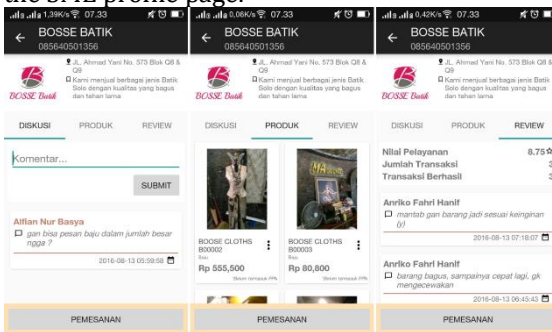 the SME profile page.
1,39K/s 07.33
BOSSE BATIK
085640501356
JL. Ahmad Yani No. 573 Blok Q8 & Q9
Kami menjual berbagai jenis Batik
Solo dengan kualitas yang bagus
dan tahan lama
BOSSE Batik
DISKUSI PRODUK REVIEW
Komentar...
SUBMIT
Alfian Nur Basya
gan bisa pesan baju dalam jumlah besar
ngga ?
2016-08-13 05:59:58
PEMESANAN
0,06K/s 07.33
BOSSE BATIK
085640501356
JL. Ahmad Yani No. 573 Blok Q8 &
Q9
Kami menjual berbagai jenis Batik
Solo dengan kualitas yang bagus
dan tahan lama
BOSSE Batik
DISKUSI PRODUK REVIEW
BOOSE CLOTHS
B00002
Rp 555,500
BOOSE CLOTHS
B00003
Rp 80,800
PEMESANAN
0,42K/s 07.33
BOSSE BATIK
085640501356
JL. Ahmad Yani No. 573 Blok Q8 &
Q9
Kami menjual berbagai jenis Batik
Solo dengan kualitas yang bagus
dan tahan lama
BOSSE Batik
DISKUSI PRODUK REVIEW
Nilai Pelayanan 8.75
Jumlah Transaksi 3
Transaksi Berhasil 3
Anriko Fahri Hanif
mantab gan barang jadi sesuai keinginan
(y)
2016-08-13 07:18:07
Anriko Fahri Hanif
barang bagus, sampainya cepat lagi, gk
mengecewakan
2016-08-13 06:45:43
PEMESANAN